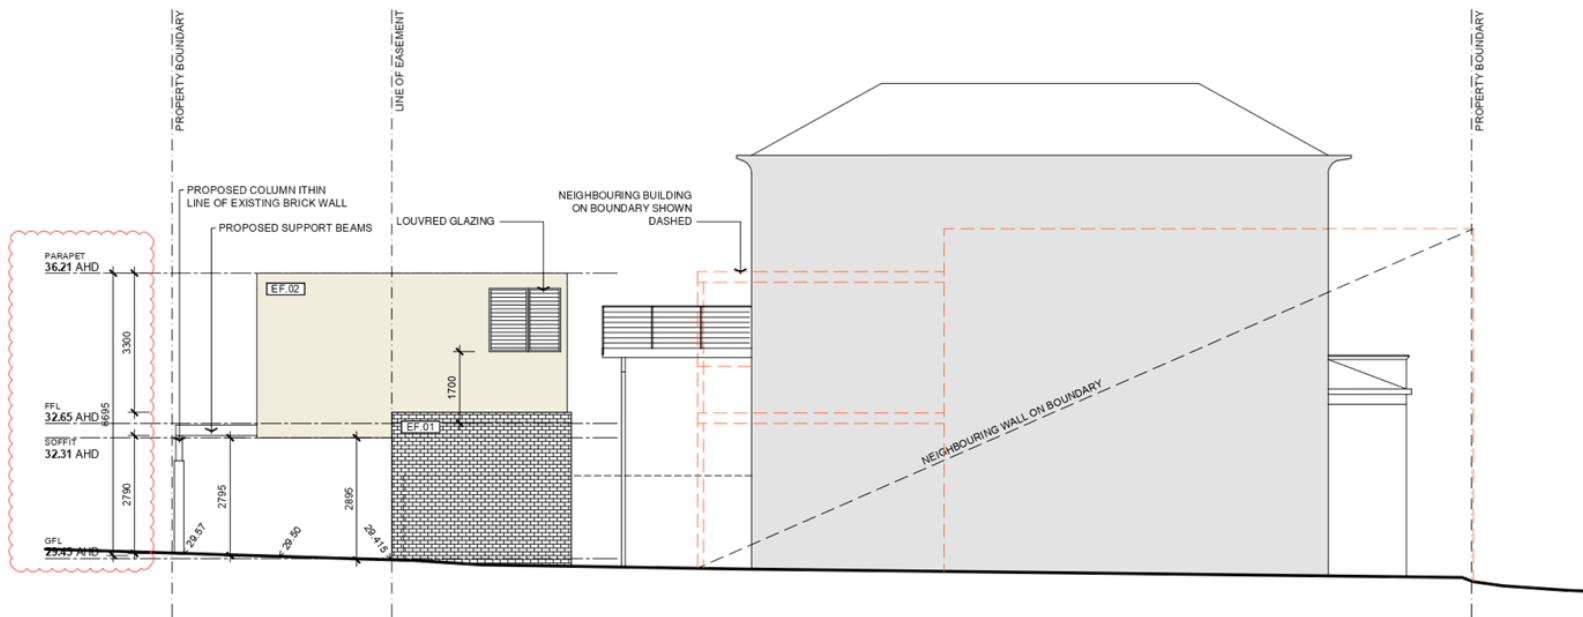 PROPERTY BOUNDARY
LINE OF EASEMENT
PROPERTY BOUNDARY
PROPOSED COLUMN ITHIN
LINE OF EXISTING BRICK WALL
PROPOSED SUPPORT BEAMS
LOUVRED GLAZING
NEIGHBOURING BUILDING
ON BOUNDARY SHOWN
DASHED
PARAPET
36.21 AHD
EF.02
3300
1700
6695
FFL
32.65 AHD
EF.01
SOFFIT
32.31 AHD
NEIGHBOURING WALL ON BOUNDARY
2790
2795
2895
29.57
29.50
29.415
GFL
29.45 AHD